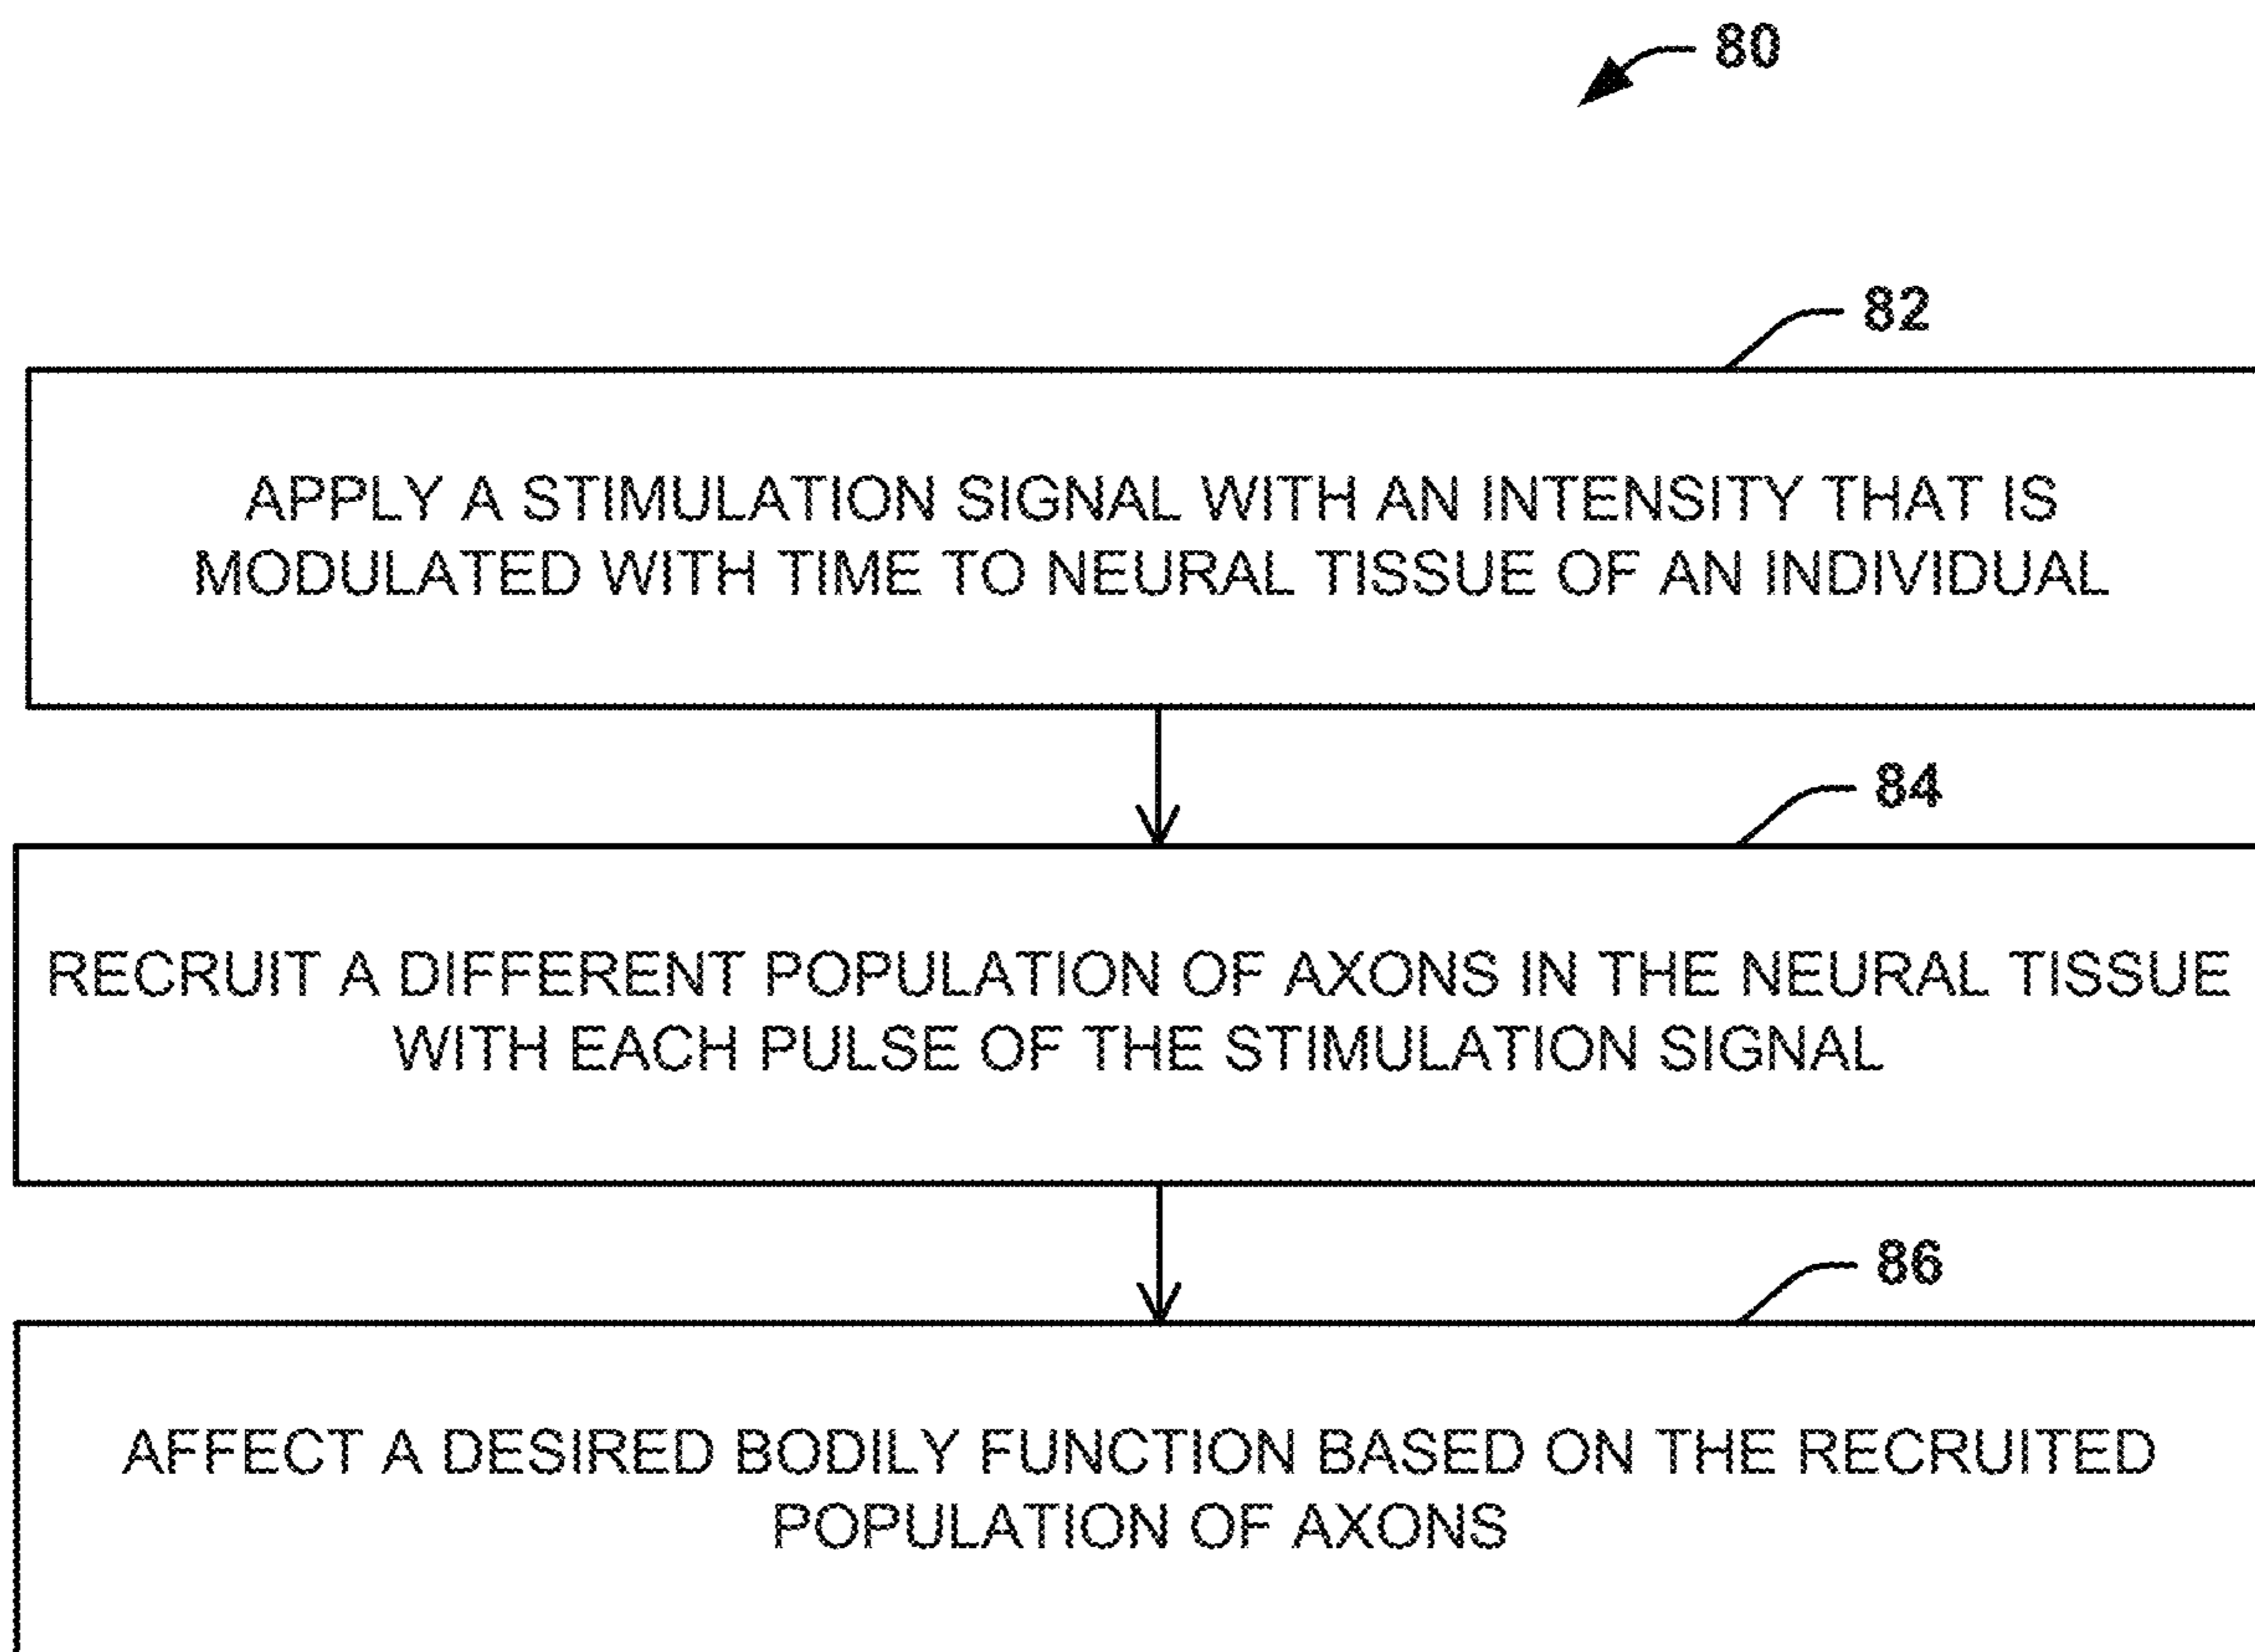 80
82
APPLY A STIMULATION SIGNAL WITH AN INTENSITY THAT IS
MODULATED WITH TIME TO NEURAL TISSUE OF AN INDIVIDUAL
84
RECRUIT A DIFFERENT POPULATION OF AXONS IN THE NEURAL TISSUE
WITH EACH PULSE OF THE STIMULATION SIGNAL
86
AFFECT A DESIRED BODILY FUNCTION BASED ON THE RECRUITED
POPULATION OF AXONS